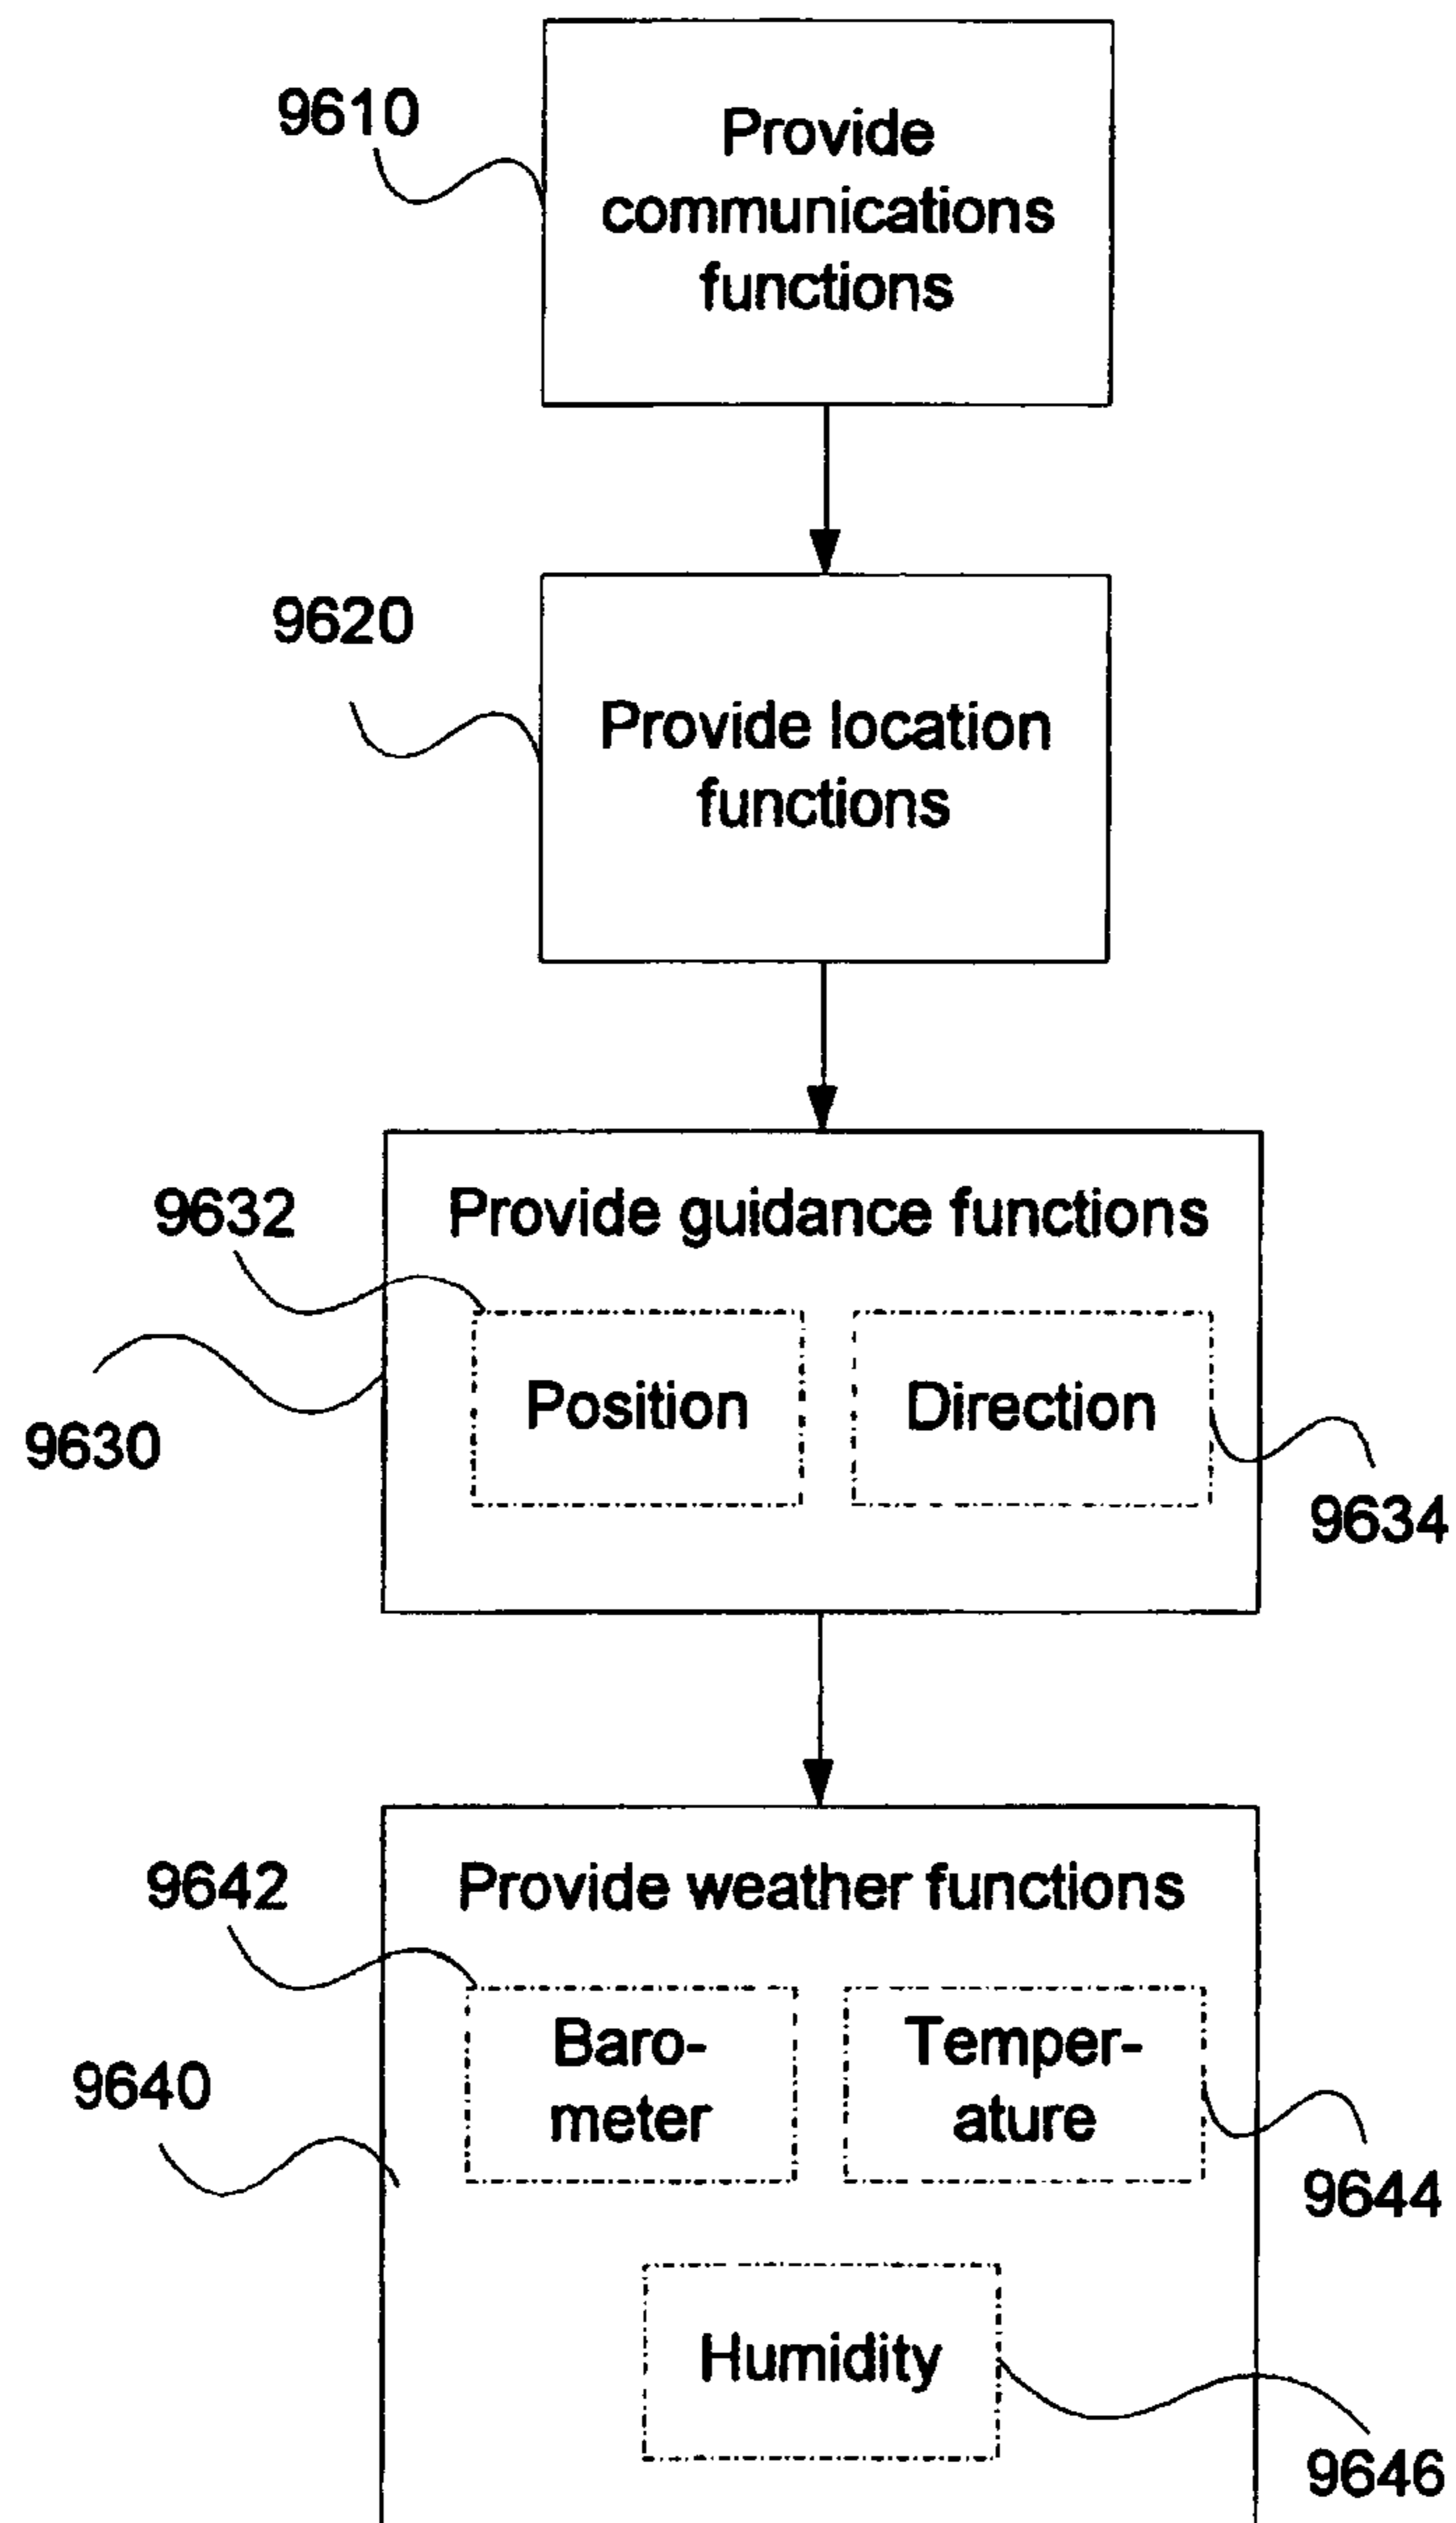 9610
Provide
communications
functions
9620
Provide location
functions
9632
Provide guidance functions
Position
Direction
9630
9634
9642
Provide weather functions
Baro-
meter
Temper-
ature
9640
9644
Humidity
9646